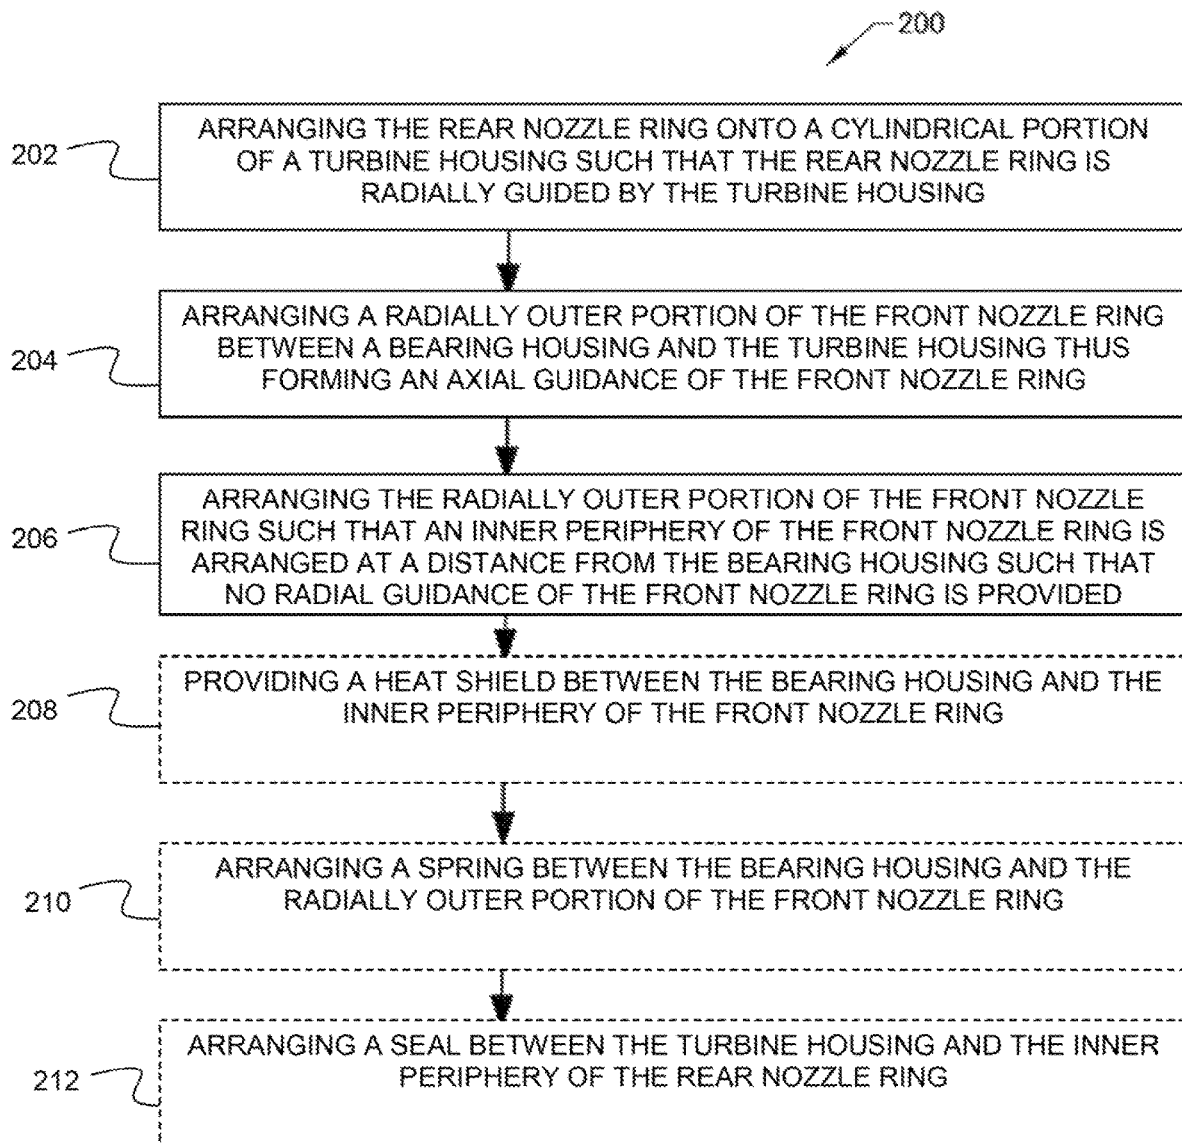 200
202
ARRANGING THE REAR NOZZLE RING ONTO A CYLINDRICAL PORTION
OF A TURBINE HOUSING SUCH THAT THE REAR NOZZLE RING IS
RADIALLY GUIDED BY THE TURBINE HOUSING
204
ARRANGING A RADIALLY OUTER PORTION OF THE FRONT NOZZLE RING
BETWEEN A BEARING HOUSING AND THE TURBINE HOUSING THUS
FORMING AN AXIAL GUIDANCE OF THE FRONT NOZZLE RING
206
ARRANGING THE RADIALLY OUTER PORTION OF THE FRONT NOZZLE
RING SUCH THAT AN INNER PERIPHERY OF THE FRONT NOZZLE RING IS
ARRANGED AT A DISTANCE FROM THE BEARING HOUSING SUCH THAT
NO RADIAL GUIDANCE OF THE FRONT NOZZLE RING IS PROVIDED
208
PROVIDING A HEAT SHIELD BETWEEN THE BEARING HOUSING AND THE
INNER PERIPHERY OF THE FRONT NOZZLE RING
210
ARRANGING A SPRING BETWEEN THE BEARING HOUSING AND THE
RADIALLY OUTER PORTION OF THE FRONT NOZZLE RING
212
ARRANGING A SEAL BETWEEN THE TURBINE HOUSING AND THE INNER
PERIPHERY OF THE REAR NOZZLE RING